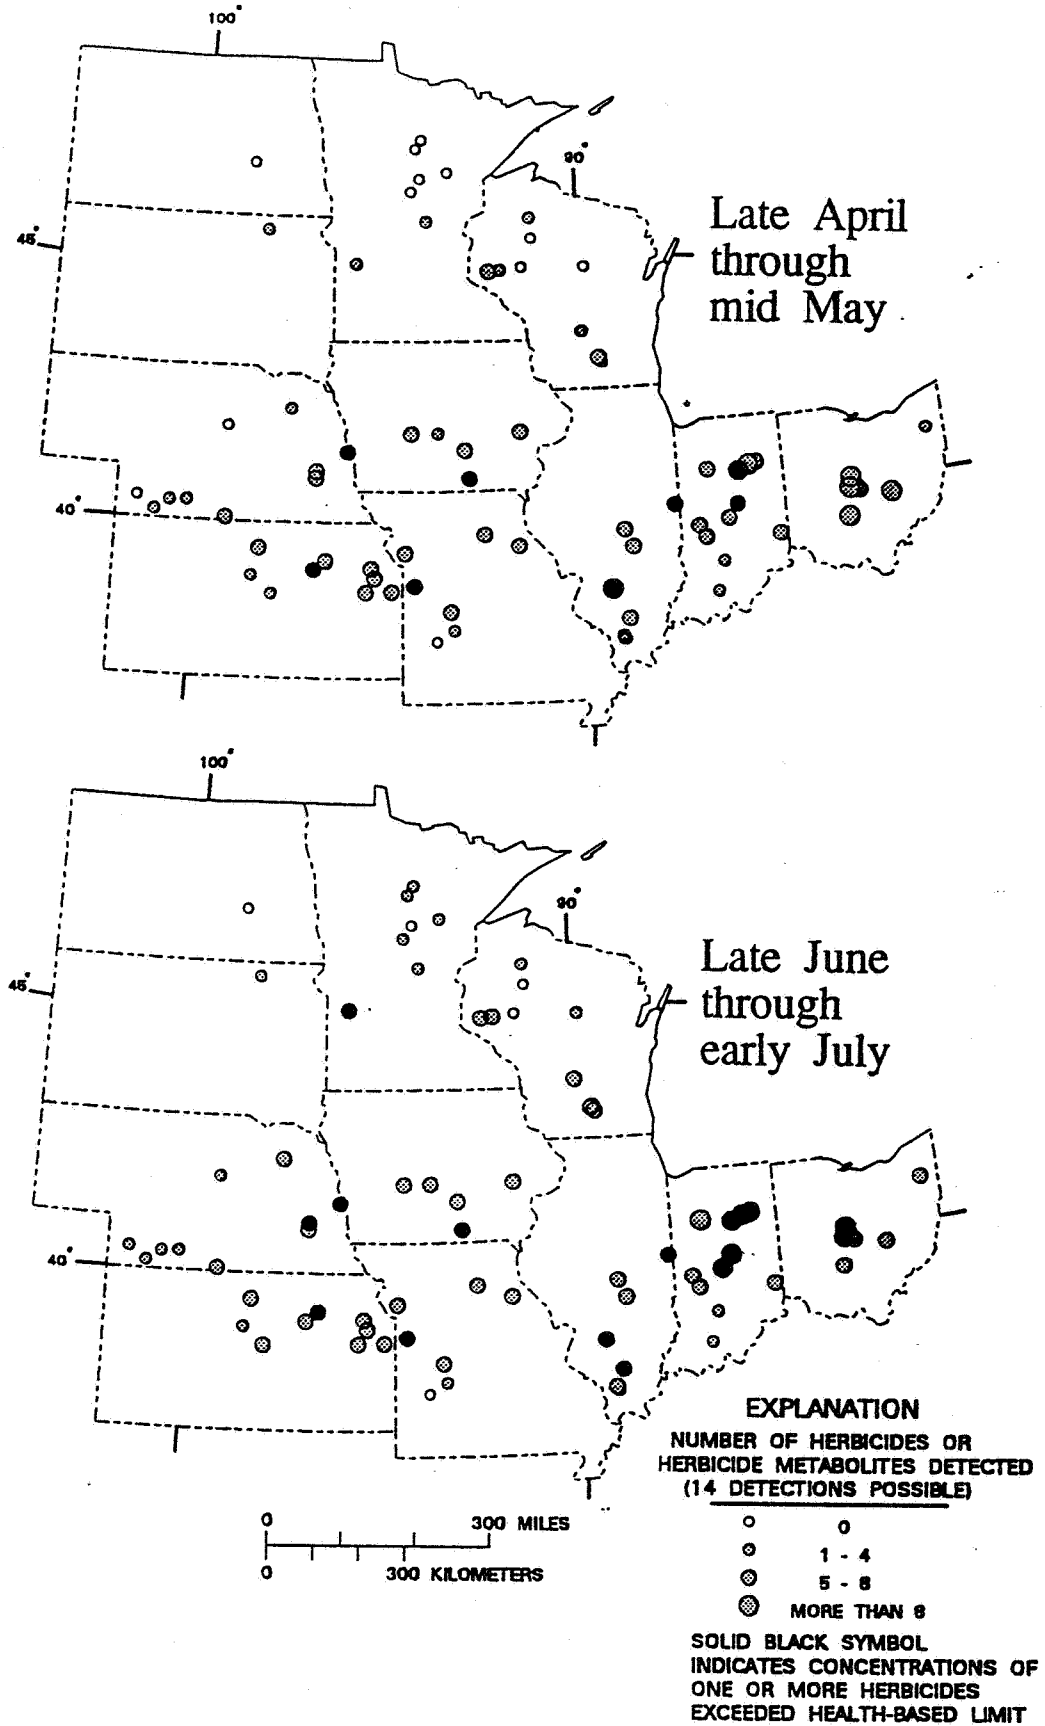 100°
90°
Late April
through
mid May
45°
40°
100°
90°
Late June
through
early July
45°
40°
EXPLANATION
NUMBER OF HERBICIDES OR
HERBICIDE METABOLITES DETECTED
(14 DETECTIONS POSSIBLE)
0 300 MILES
0 300 KILOMETERS
0
1 - 4
5 - 8
MORE THAN 8
SOLID BLACK SYMBOL
INDICATES CONCENTRATIONS OF
ONE OR MORE HERBICIDES
EXCEEDED HEALTH-BASED LIMIT